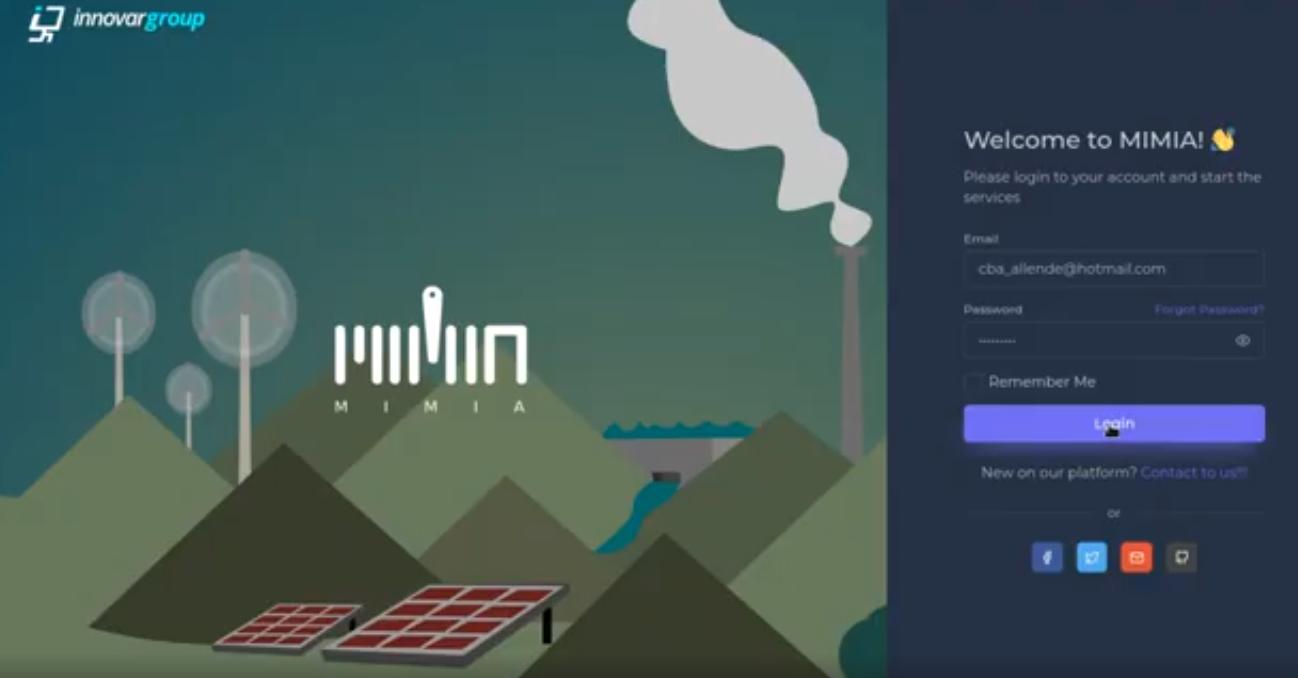 innovargroup
MIMIA
MIMIA
Welcome to MIMIA! 👋
Please login to your account and start the
services
Email
cba_allende@hotmail.com
Password
Forgot Password?
•••••••••
Remember Me
Login
New on our platform? Contact to us!!!
or